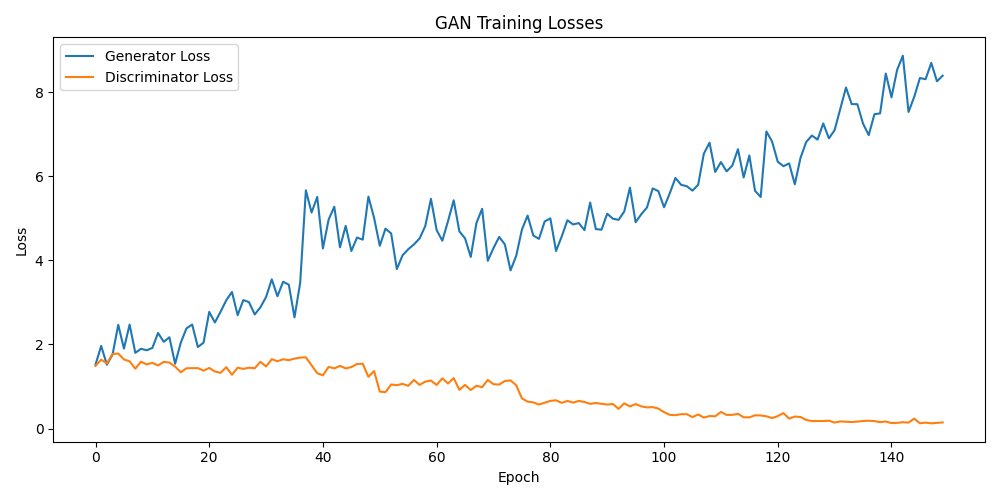 GAN Training Losses
Generator Loss
Discriminator Loss
Loss
8
6
4
2
0
0 20 40 60 80 100 120 140
Epoch